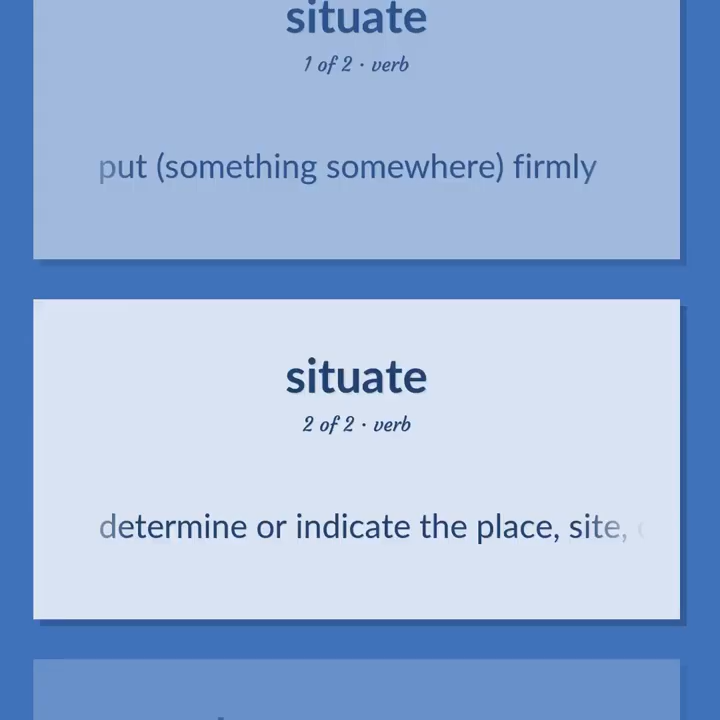 situate
1 of 2 · verb
put (something somewhere) firmly
situate
2 of 2 · verb
determine or indicate the place, site,